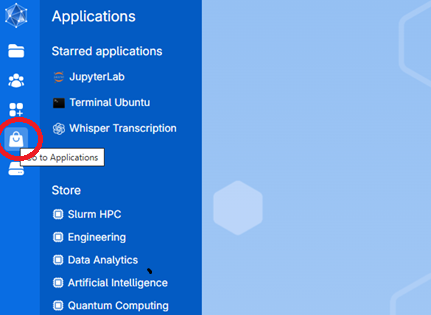 Applications
Starred applications
JupyterLab
Terminal Ubuntu
Whisper Transcription
Go to Applications
Store
Slurm HPC
Engineering
Data Analytics
Artificial Intelligence
Quantum Computing